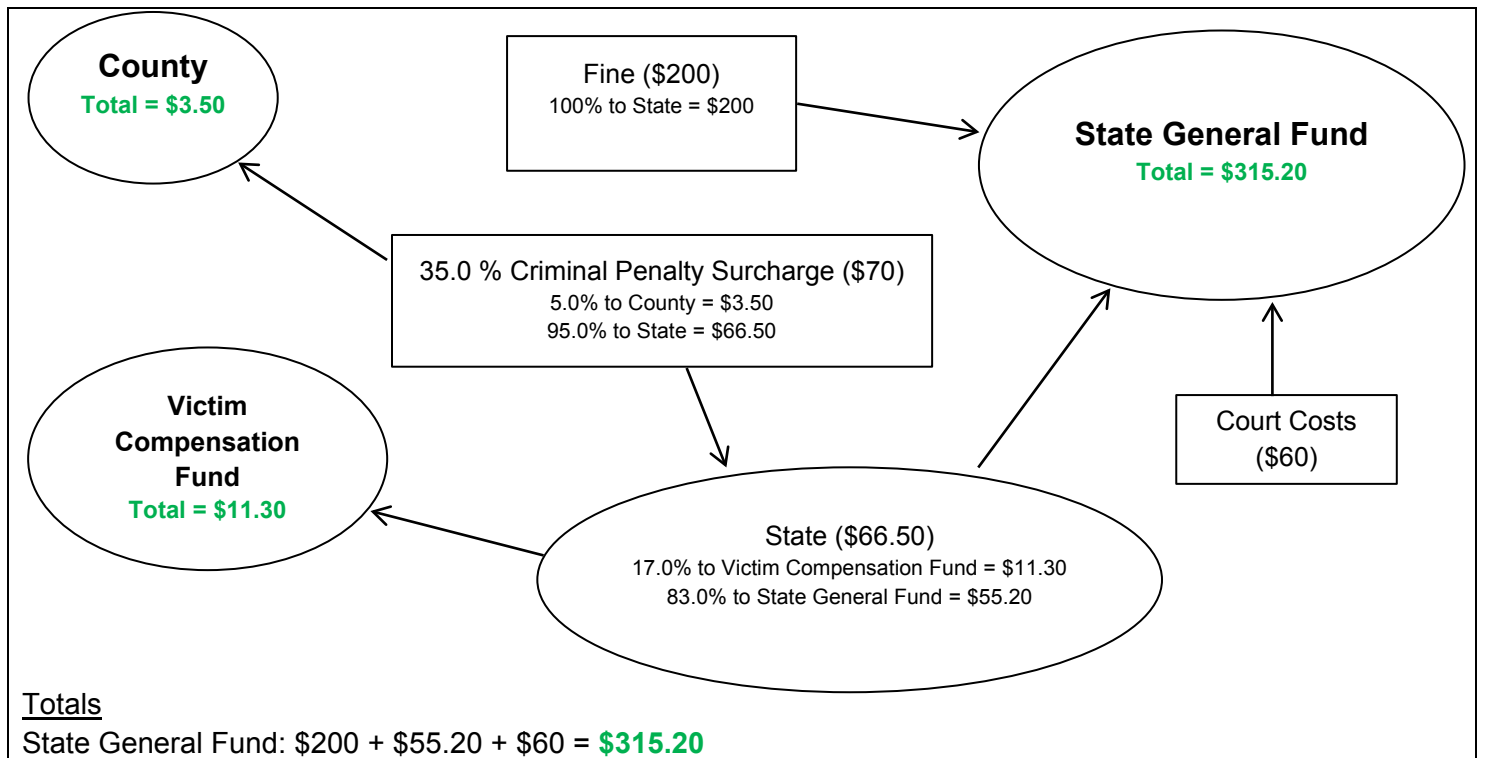 County
Total = $3.50
Fine ($200)
100% to State = $200
State General Fund
Total = $315.20
35.0 % Criminal Penalty Surcharge ($70)
5.0% to County = $3.50
95.0% to State = $66.50
Victim
Compensation
Fund
Total = $11.30
Court Costs
($60)
State ($66.50)
17.0% to Victim Compensation Fund = $11.30
83.0% to State General Fund = $55.20
Totals
State General Fund: $200 + $55.20 + $60 = $315.20